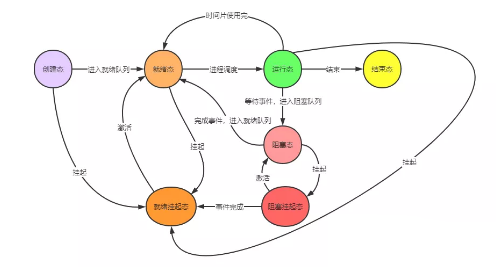 时间片使用完
创建态
进入就绪队列
就绪态
进程调度
运行态
结束
结束态
等待事件，进入阻塞队列
完成事件，进入就绪队列
激活
挂起
阻塞态
挂起
挂起
挂起
激活
就绪挂起态
事件完成
阻塞挂起态